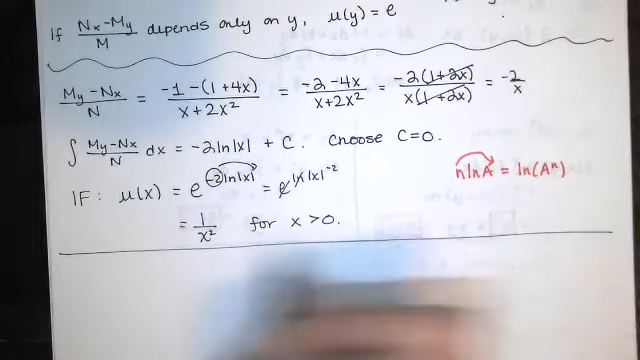 If Nx-My/M depends only on y, μ(y) = e
My-Nx/N = -1-(1+4x)/x+2x² = -2-4x/x+2x² = -2(1+2x)/x(1+2x) = -2/x
∫ My-Nx/N dx = -2ln|x| + C. Choose C=0.
IF: μ(x) = e^-2ln|x| = e^ln|x|^-2
nlnA = ln(Aⁿ)
= 1/x² for x>0.